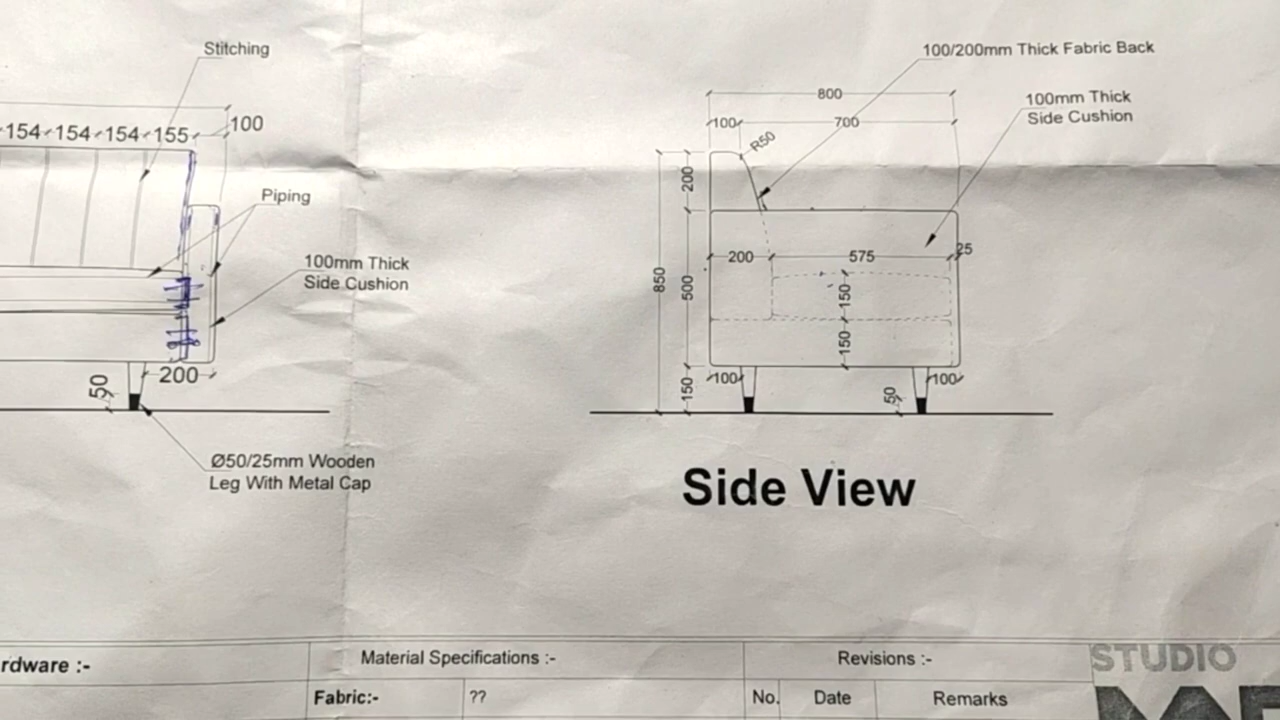 Stitching
154 154 154 155
100
Piping
100mm Thick
Side Cushion
50
200
Ø50/25mm Wooden
Leg With Metal Cap
100/200mm Thick Fabric Back
100mm Thick
Side Cushion
800
100
700
R50
200
200
575
25
850
500
150
150
150
100
100
50
Side View
rdware :-
Material Specifications :-
Revisions :-
STUDIO
Fabric:-
??
No.
Date
Remarks